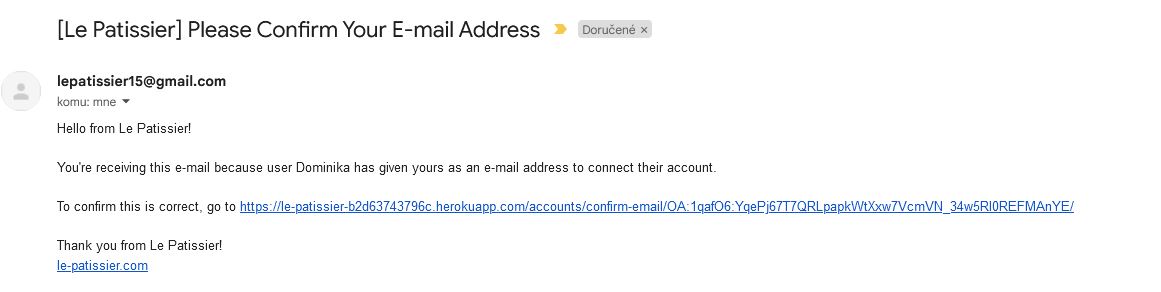 [Le Patissier] Please Confirm Your E-mail Address Doručené ×
lepatissier15@gmail.com
komu: mne
Hello from Le Patissier!
You're receiving this e-mail because user Dominika has given yours as an e-mail address to connect their account.
To confirm this is correct, go to https://le-patissier-b2d63743796c.herokuapp.com/accounts/confirm-email/OA:1qafO6:YqePj67T7QRLpapkWtXxw7VcmVN_34w5Rl0REFMAnYE/
Thank you from Le Patissier!
le-patissier.com